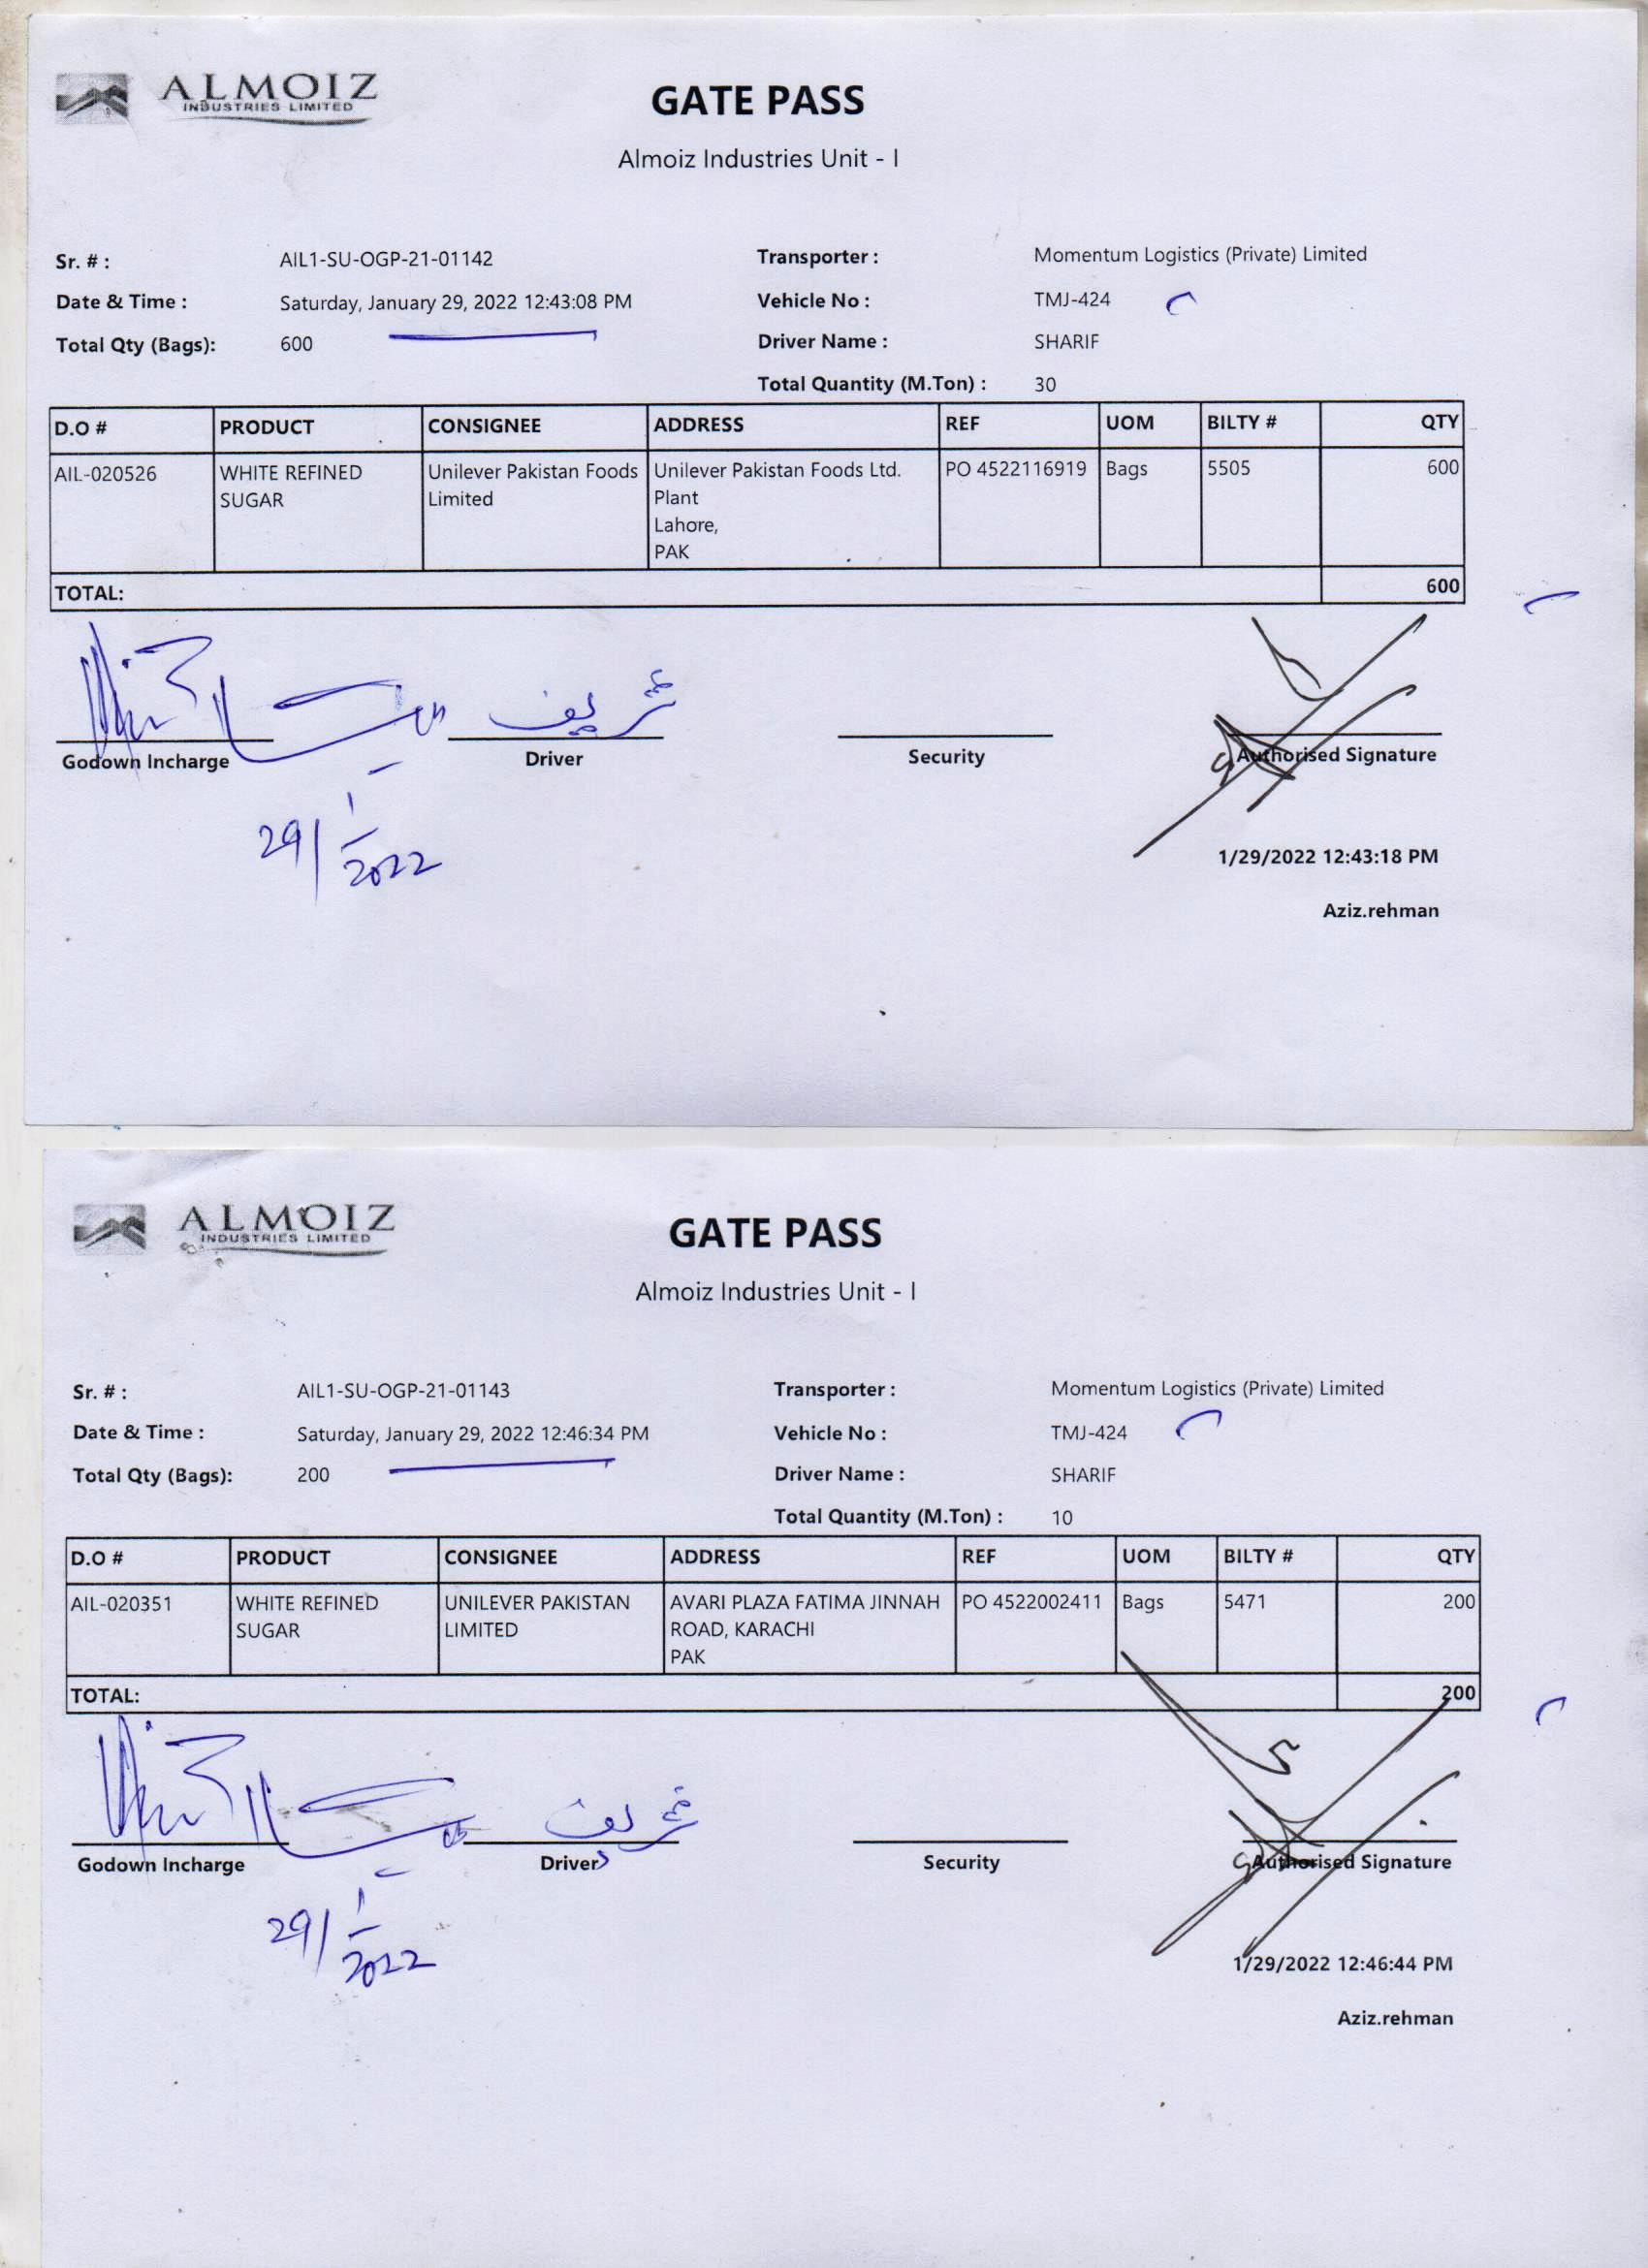 ALMOIZ
INDUSTRIES LIMITED
GATE PASS
Almoiz Industries Unit - I
Sr. # : AIL1-SU-OGP-21-01142 Transporter : Momentum Logistics (Private) Limited
Date & Time : Saturday, January 29, 2022 12:43:08 PM Vehicle No : TMJ-424
Total Qty (Bags): 600 Driver Name : SHARIF
Total Quantity (M.Ton) : 30
D.O # PRODUCT CONSIGNEE ADDRESS REF UOM BILTY # QTY
AIL-020526 WHITE REFINED Unilever Pakistan Foods Unilever Pakistan Foods Ltd. PO 4522116919 Bags 5505 600
SUGAR Limited Plant
Lahore,
PAK
TOTAL: 600
شریف
Godown Incharge Driver Security Authorised Signature
29/1/2022
1/29/2022 12:43:18 PM
Aziz.rehman
ALMOIZ
INDUSTRIES LIMITED
GATE PASS
Almoiz Industries Unit - I
Sr. # : AIL1-SU-OGP-21-01143 Transporter : Momentum Logistics (Private) Limited
Date & Time : Saturday, January 29, 2022 12:46:34 PM Vehicle No : TMJ-424
Total Qty (Bags): 200 Driver Name : SHARIF
Total Quantity (M.Ton) : 10
D.O # PRODUCT CONSIGNEE ADDRESS REF UOM BILTY # QTY
AIL-020351 WHITE REFINED UNILEVER PAKISTAN AVARI PLAZA FATIMA JINNAH PO 4522002411 Bags 5471 200
SUGAR LIMITED ROAD, KARACHI
PAK
TOTAL: 200
شریف
Godown Incharge Driver Security Authorised Signature
29/1/2022
1/29/2022 12:46:44 PM
Aziz.rehman